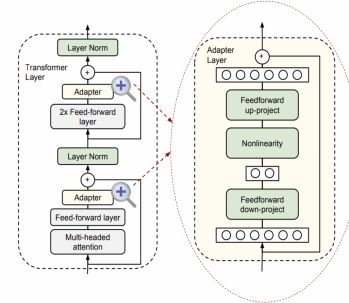 Layer Norm
Transformer
Layer
+
Adapter
2x Feed-forward
layer
Layer Norm
+
Adapter
Feed-forward layer
Multi-headed
attention
Adapter
Layer
+
Feedforward
up-project
Nonlinearity
Feedforward
down-project